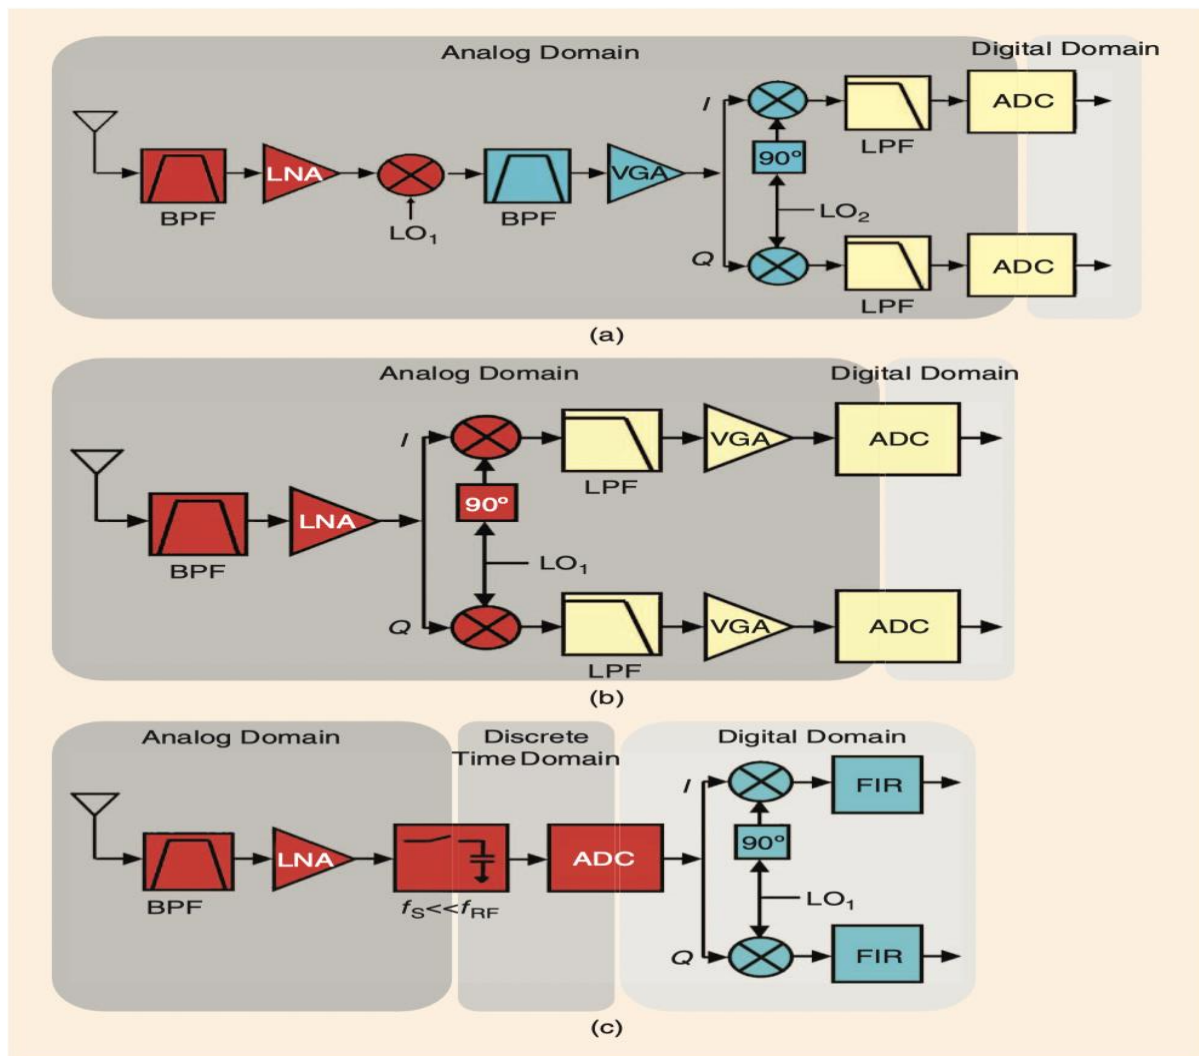 Analog Domain
Digital Domain
I
90°
LPF
ADC
BPF
LNA
LO₁
BPF
VGA
LO₂
Q
LPF
ADC
(a)
Analog Domain
Digital Domain
I
LPF
VGA
ADC
BPF
LNA
90°
LO₁
Q
LPF
VGA
ADC
(b)
Analog Domain
Discrete
Time Domain
Digital Domain
I
FIR
90°
BPF
LNA
fS<<fRF
ADC
LO₁
Q
FIR
(c)